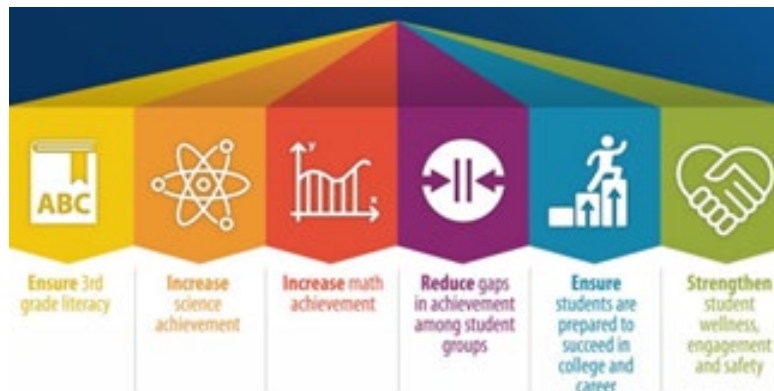 ABC
y
x
Ensure 3rd
grade literacy
Increase
science
achievement
Increase math
achievement
Reduce gaps
in achievement
among student
groups
Ensure
students are
prepared to
succeed in
college and
career
Strengthen
student
wellness,
engagement
and safety